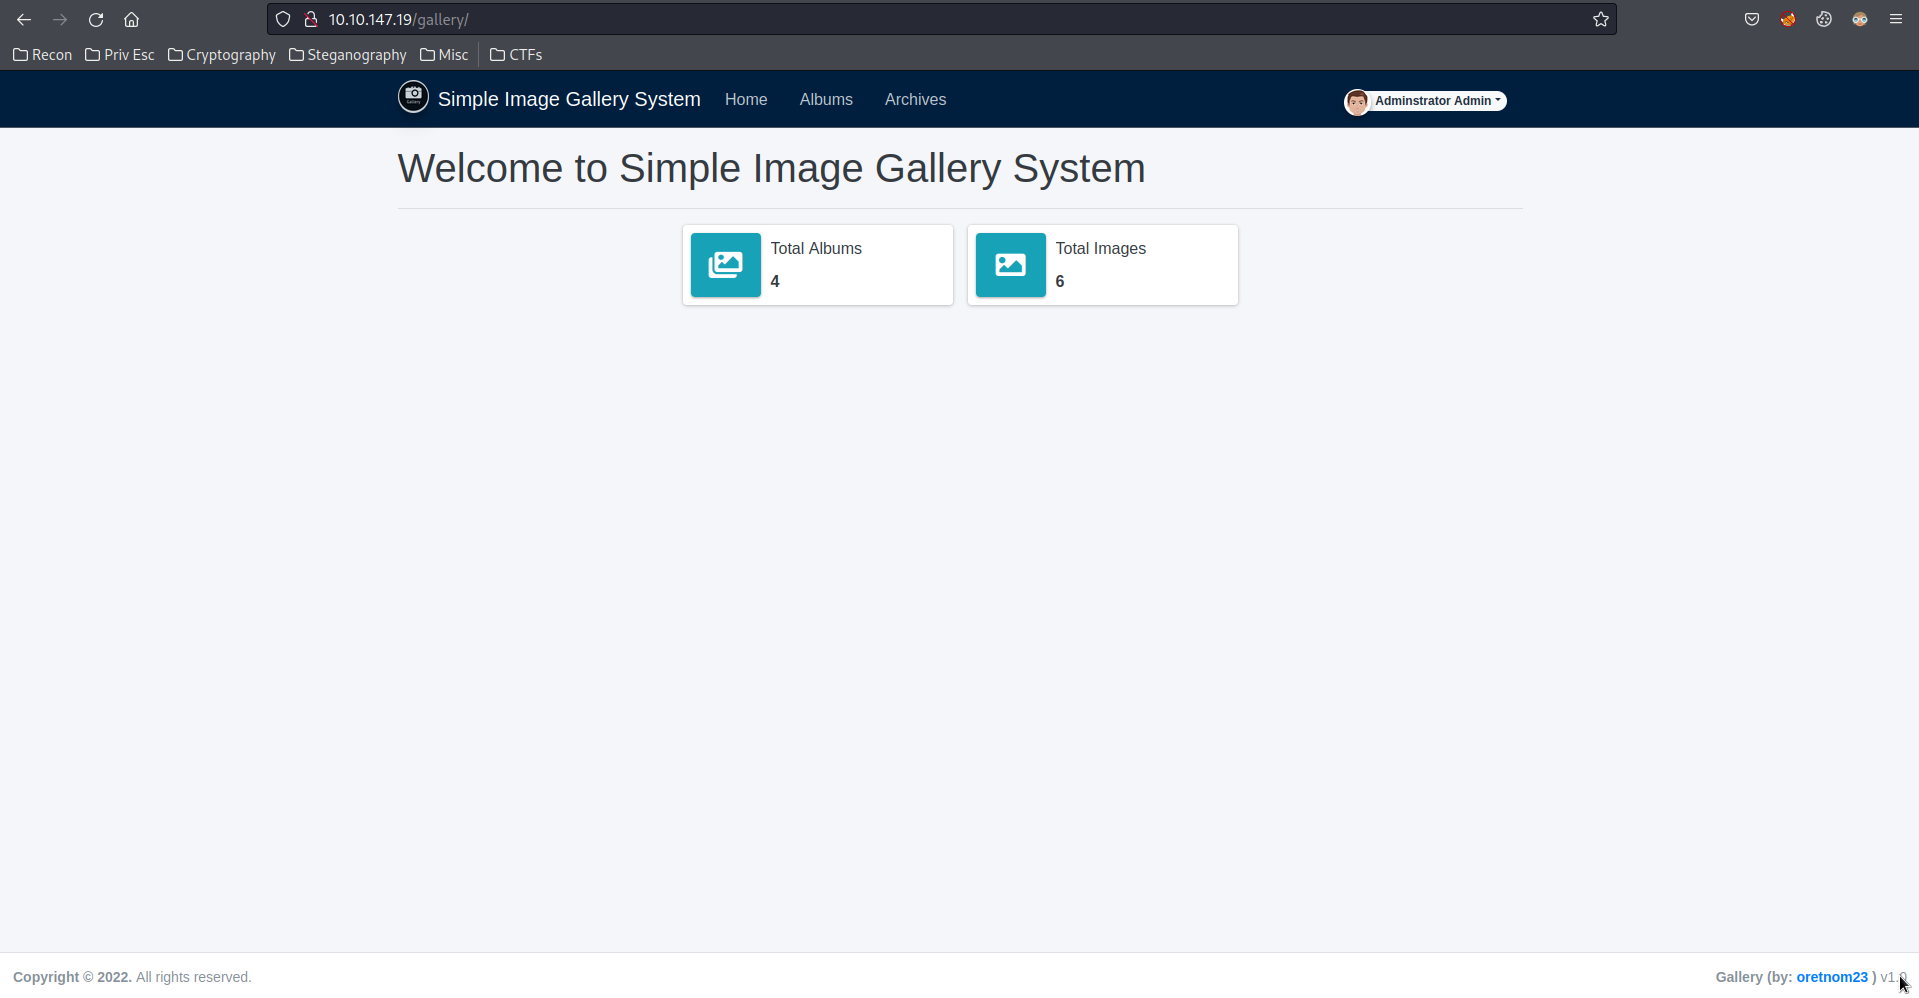 10.10.147.19/gallery/
Recon Priv Esc Cryptography Steganography Misc CTFs
Simple Image Gallery System Home Albums Archives Adminstrator Admin
Welcome to Simple Image Gallery System
Total Albums
4
Total Images
6
Copyright © 2022. All rights reserved.
Gallery (by: oretnom23 )